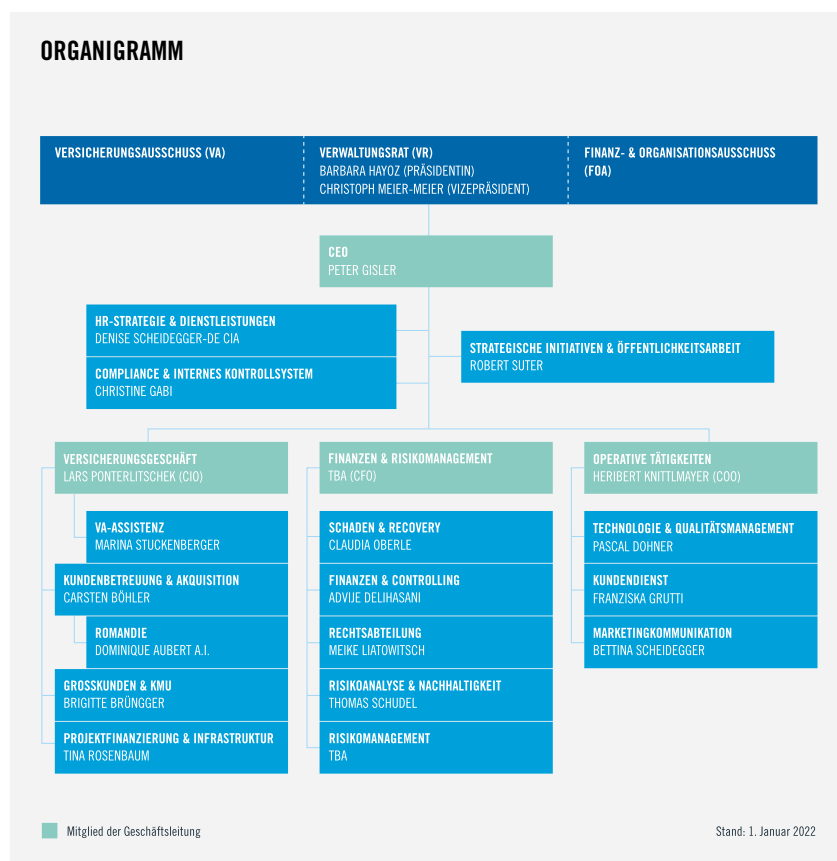 ORGANIGRAMM
VERSICHERUNGSAUSSCHUSS (VA)
VERWALTUNGSRAT (VR)
BARBARA HAYOZ (PRÄSIDENTIN)
CHRISTOPH MEIER-MEIER (VIZEPRÄSIDENT)
FINANZ- & ORGANISATIONSAUSSCHUSS
(FOA)
CEO
PETER GISLER
HR-STRATEGIE & DIENSTLEISTUNGEN
DENISE SCHEIDEGGER-DE CIA
COMPLIANCE & INTERNES KONTROLLSYSTEM
CHRISTINE GABI
STRATEGISCHE INITIATIVEN & ÖFFENTLICHKEITSARBEIT
ROBERT SUTER
VERSICHERUNGSGESCHÄFT
LARS PONTERLITSCHEK (CIO)
VA-ASSISTENZ
MARINA STUCKENBERGER
KUNDENBETREUUNG & AKQUISITION
CARSTEN BÖHLER
ROMANDIE
DOMINIQUE AUBERT A.I.
GROSSKUNDEN & KMU
BRIGITTE BRÜNGGER
PROJEKTFINANZIERUNG & INFRASTRUKTUR
TINA ROSENBAUM
FINANZEN & RISIKOMANAGEMENT
TBA (CFO)
SCHADEN & RECOVERY
CLAUDIA OBERLE
FINANZEN & CONTROLLING
ADVIJE DELIHASANI
RECHTSABTEILUNG
MEIKE LIATOWITSCH
RISIKOANALYSE & NACHHALTIGKEIT
THOMAS SCHUDEL
RISIKOMANAGEMENT
TBA
OPERATIVE TÄTIGKEITEN
HERIBERT KNITTLMAYER (COO)
TECHNOLOGIE & QUALITÄTSMANAGEMENT
PASCAL DOHNER
KUNDENDIENST
FRANZISKA GRUTTI
MARKETINGKOMMUNIKATION
BETTINA SCHEIDEGGER
Mitglied der Geschäftsleitung
Stand: 1. Januar 2022